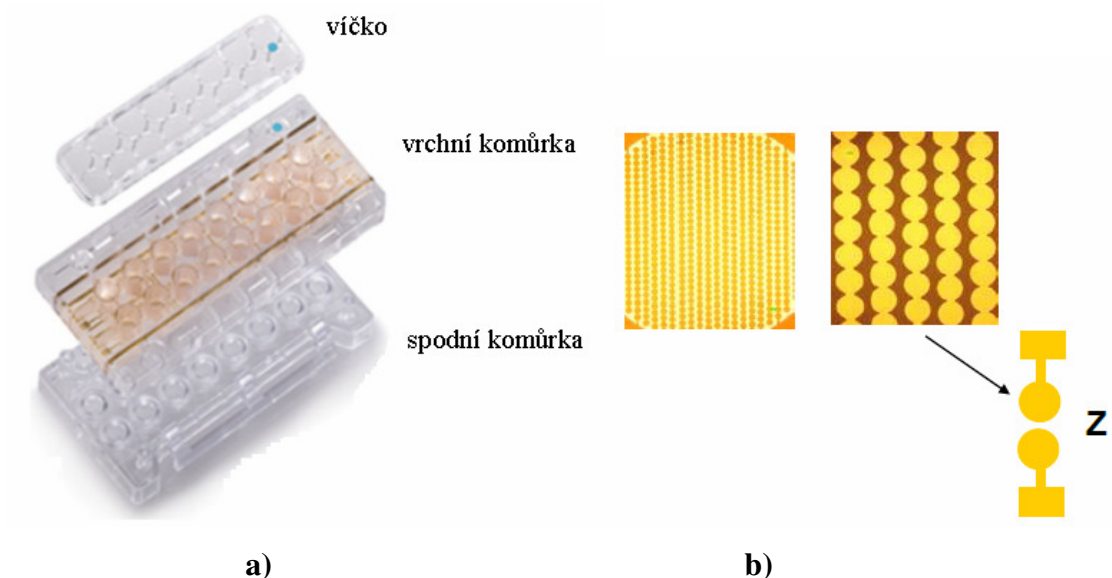 víčko
vrchní komůrka
spodní komůrka
Z
a)
b)